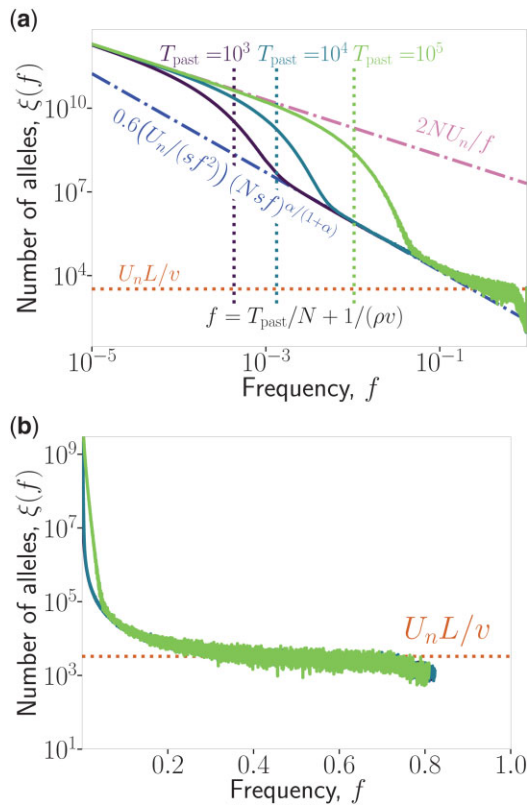 (a)
T_past = 10^3 T_past = 10^4 T_past = 10^5
2NU_n/f
0.6(U_n/(sf^2))(Nsf)^{α/(1+α)}
U_nL/v
f = T_past/N + 1/(ρv)
Number of alleles, ξ(f)
10^10
10^7
10^4
10^-5 10^-3 10^-1
Frequency, f
(b)
Number of alleles, ξ(f)
10^9
10^7
10^5
10^3
10^1
U_nL/v
0.2 0.4 0.6 0.8 1.0
Frequency, f